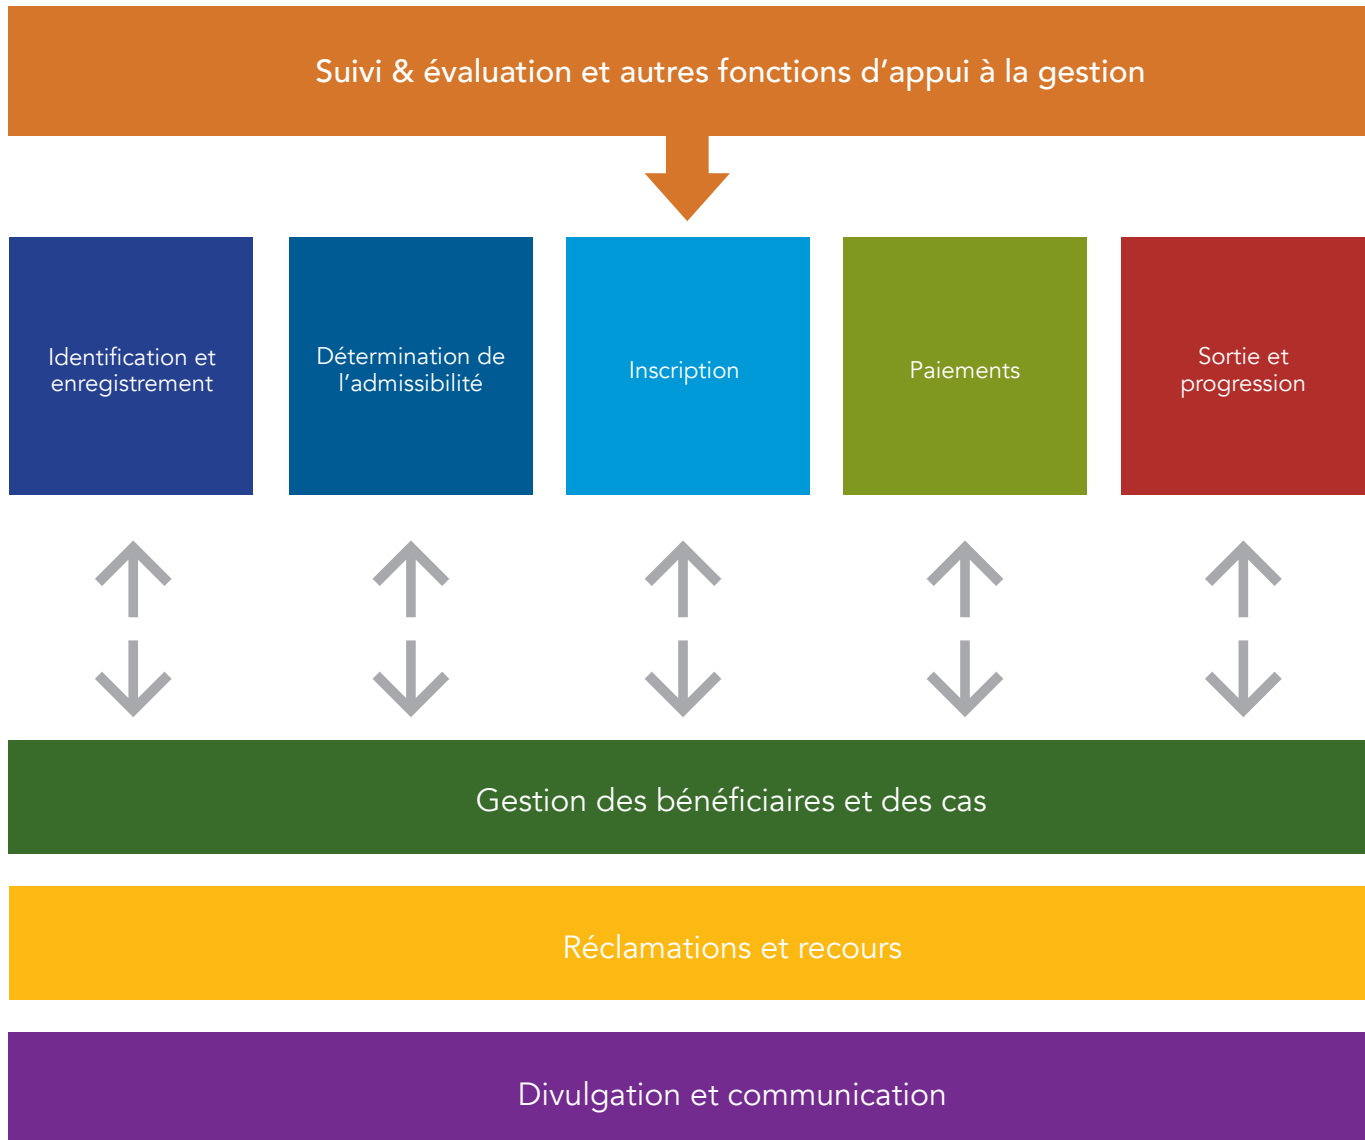 Suivi & évaluation et autres fonctions d’appui à la gestion
Identification et
enregistrement
Détermination de
l’admissibilité
Inscription
Paiements
Sortie et
progression
Gestion des bénéficiaires et des cas
Réclamations et recours
Divulgation et communication